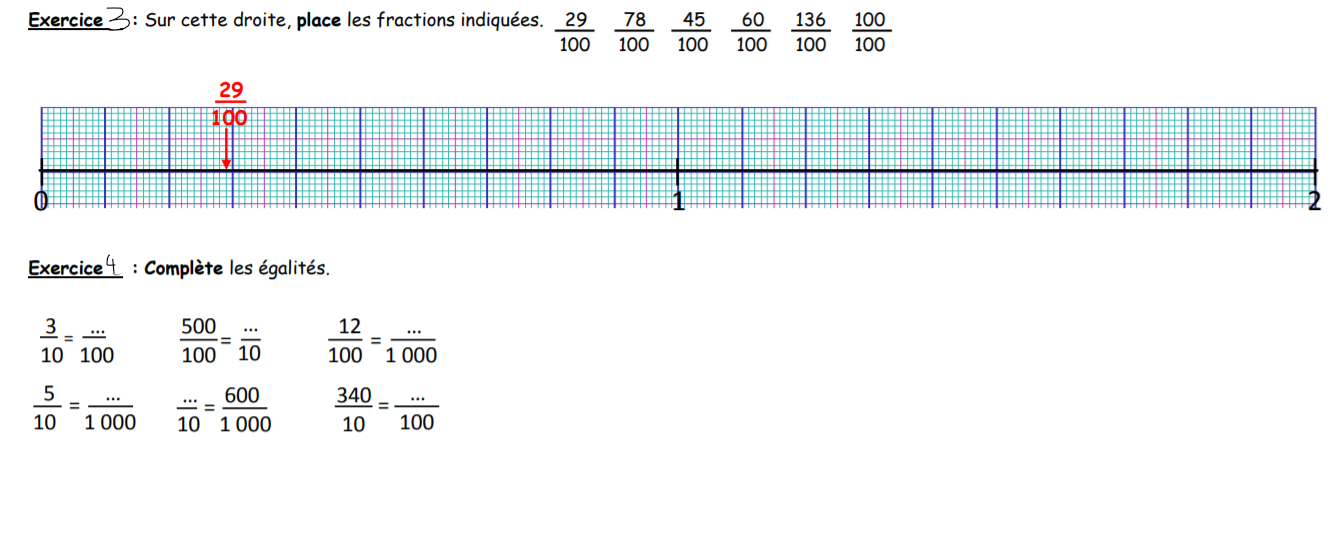 Exercice 3 : Sur cette droite, place les fractions indiquées. 29/100 78/100 45/100 60/100 136/100 100/100
29/100
0 1 2
Exercice 4 : Complète les égalités.
3/10 = .../100 500/100 = .../10 12/100 = .../1 000
5/10 = .../1 000 .../10 = 600/1 000 340/10 = .../100